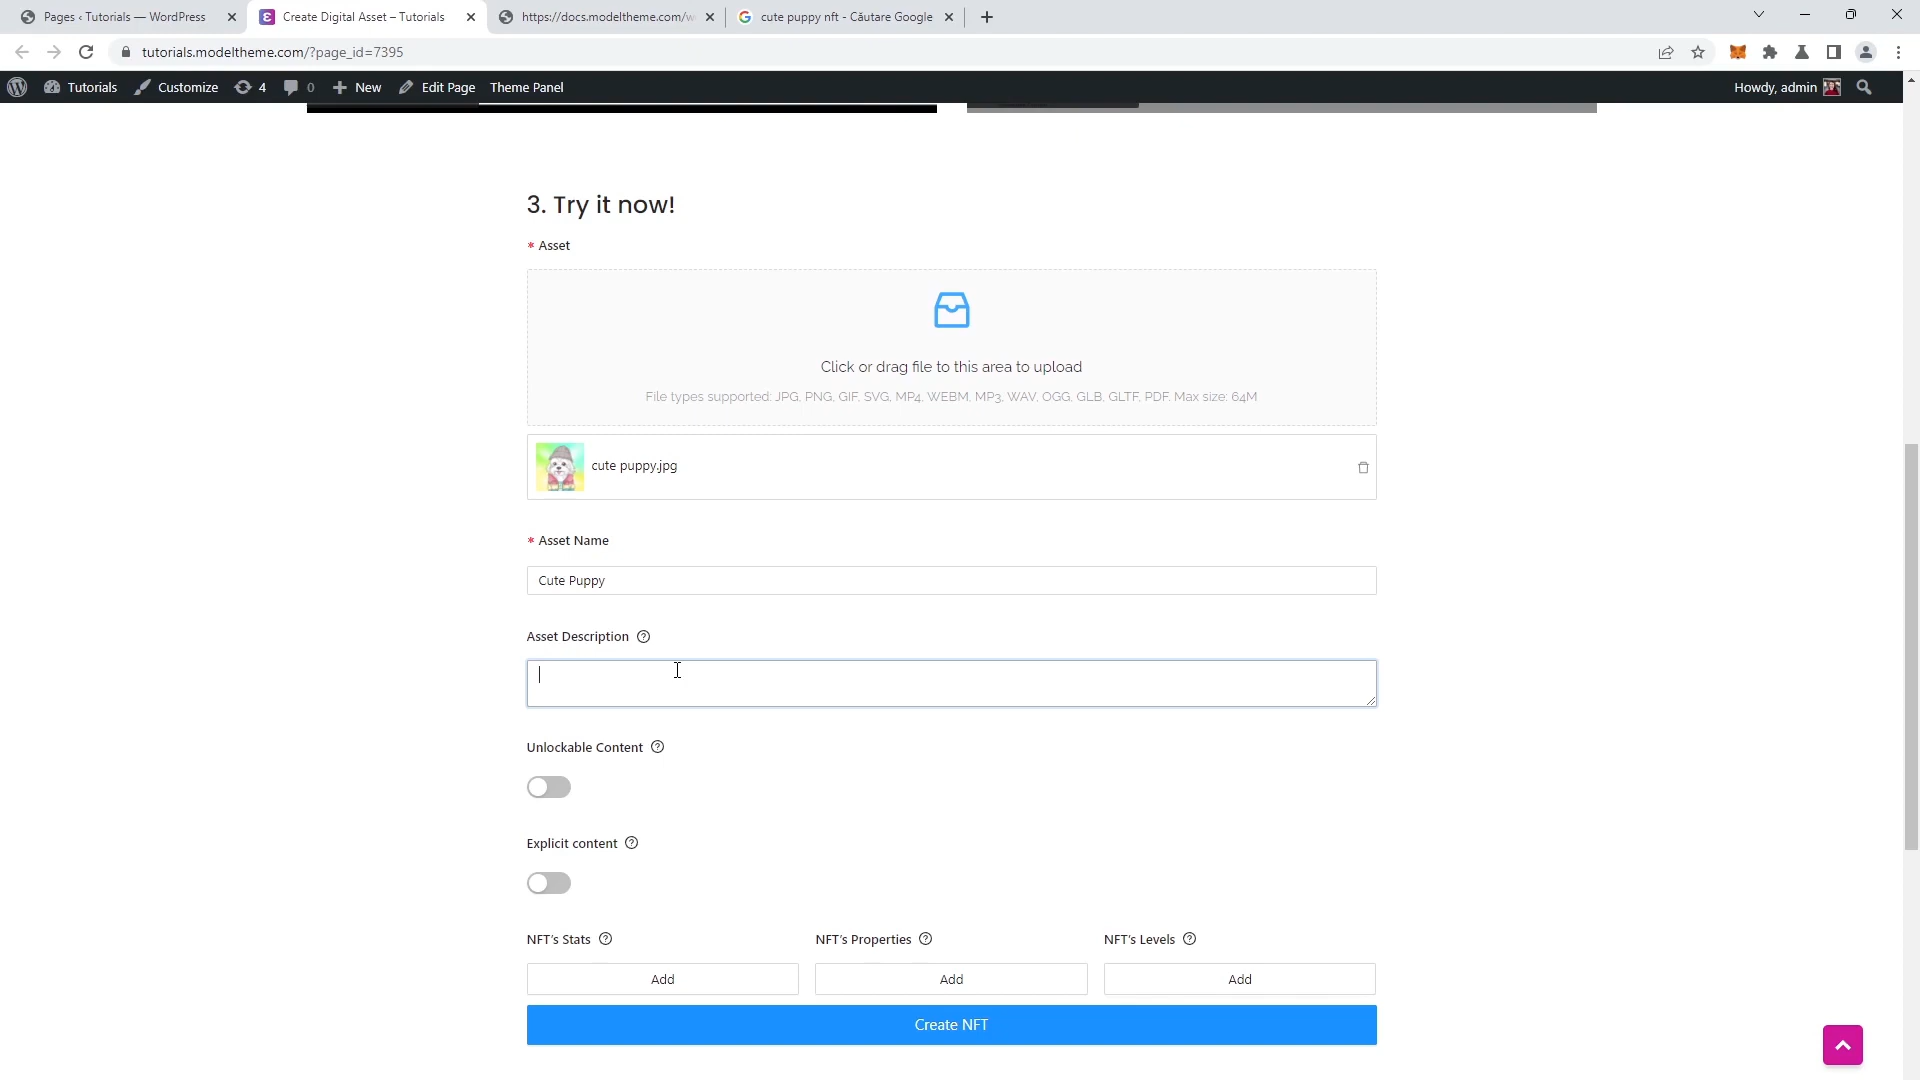 Pages ‹ Tutorials — WordPress
Create Digital Asset – Tutorials
https://docs.modeltheme.com/w
cute puppy nft - Căutare Google
tutorials.modeltheme.com/?page_id=7395
Tutorials
Customize
4
0
New
Edit Page
Theme Panel
Howdy, admin
3. Try it now!
* Asset
Click or drag file to this area to upload
File types supported: JPG, PNG, GIF, SVG, MP4, WEBM, MP3, WAV, OGG, GLB, GLTF, PDF. Max size: 64M
cute puppy.jpg
* Asset Name
Cute Puppy
Asset Description
Unlockable Content
Explicit content
NFT's Stats
NFT's Properties
NFT's Levels
Add
Add
Add
Create NFT